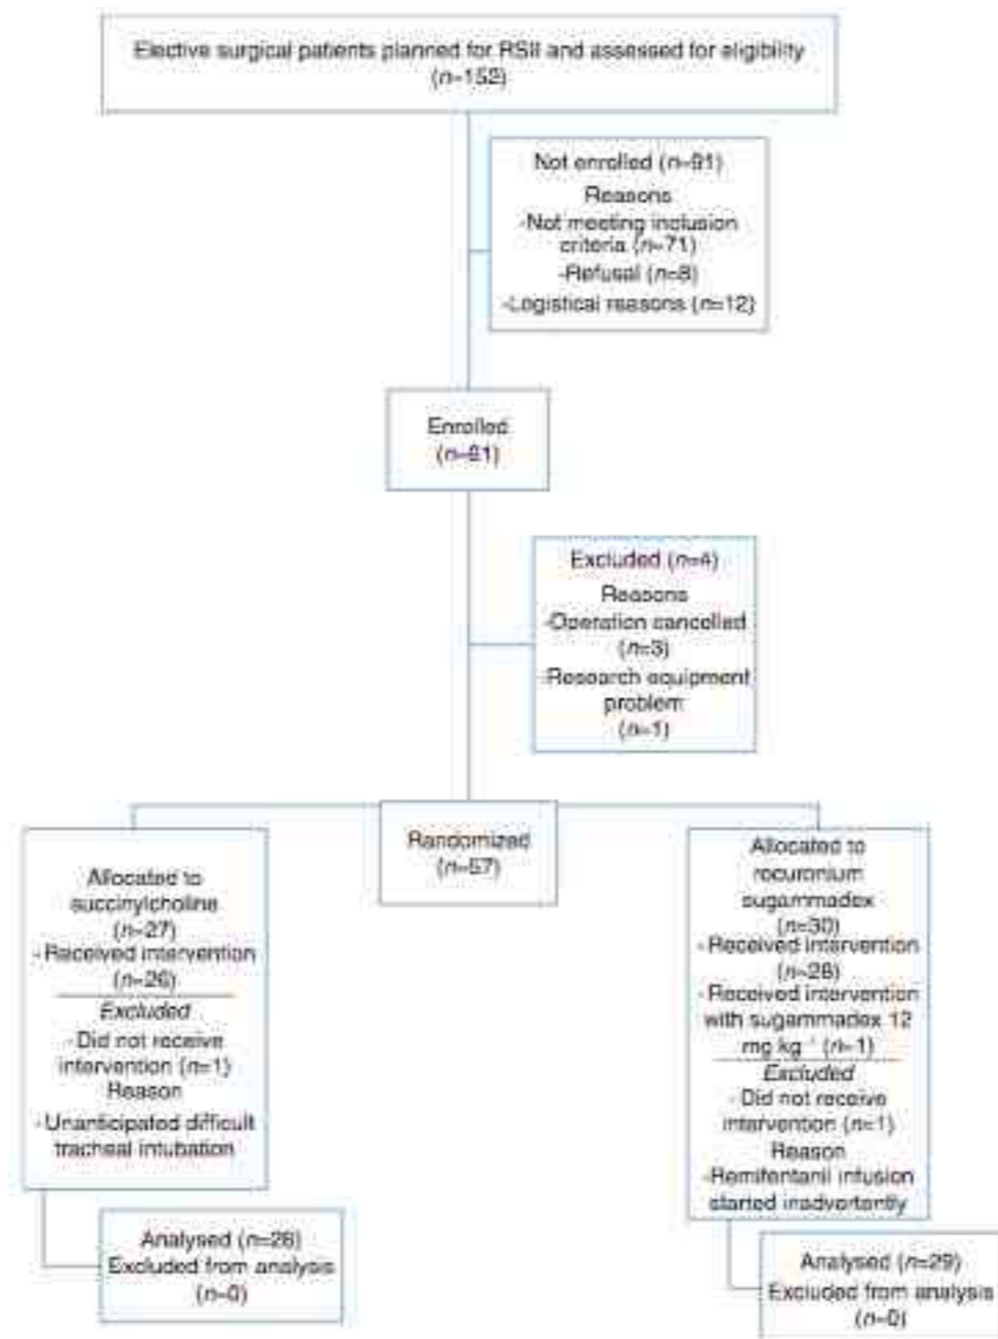 Elective surgical patients planned for RSII and assessed for eligibility
(n=152)
Not enrolled (n=91)
Reasons
-Not meeting inclusion
criteria (n=71)
-Refusal (n=8)
-Logistical reasons (n=12)
Enrolled
(n=61)
Excluded (n=4)
Reasons
-Operation cancelled
(n=3)
-Research equipment
problem
(n=1)
Randomized
(n=57)
Allocated to
succinylcholine
(n=27)
-Received intervention
(n=26)
Excluded
-Did not receive
intervention (n=1)
Reason
-Unanticipated difficult
tracheal intubation
Analysed (n=26)
Excluded from analysis
(n=0)
Allocated to
rocuronium
sugammadex
(n=30)
-Received intervention
(n=28)
-Received intervention
with sugammadex 12
mg kg⁻¹ (n=1)
Excluded
-Did not receive
intervention (n=1)
Reason
-Remifentanil infusion
started inadvertently
Analysed (n=29)
Excluded from analysis
(n=0)